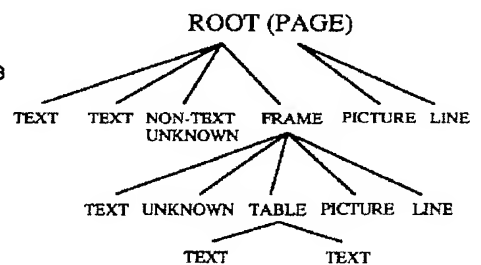 ROOT (PAGE)
TEXT TEXT NON-TEXT FRAME PICTURE LINE
UNKNOWN
TEXT UNKNOWN TABLE PICTURE LINE
TEXT TEXT